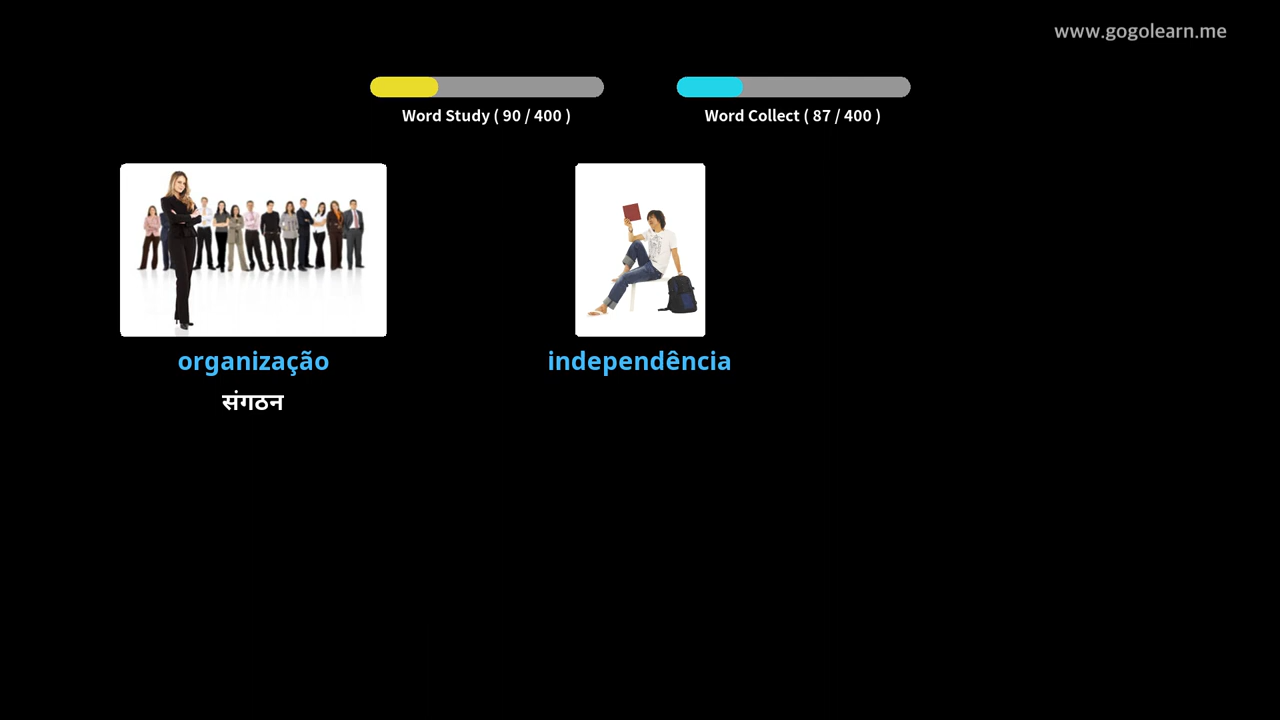 www.gogolearn.me
Word Study ( 90 / 400 )
Word Collect ( 87 / 400 )
organização
independência
संगठन